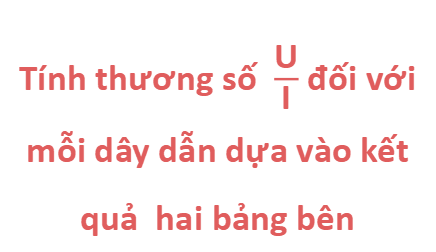 Tính thương số U/I đối với
mỗi dây dẫn dựa vào kết
quả hai bảng bên